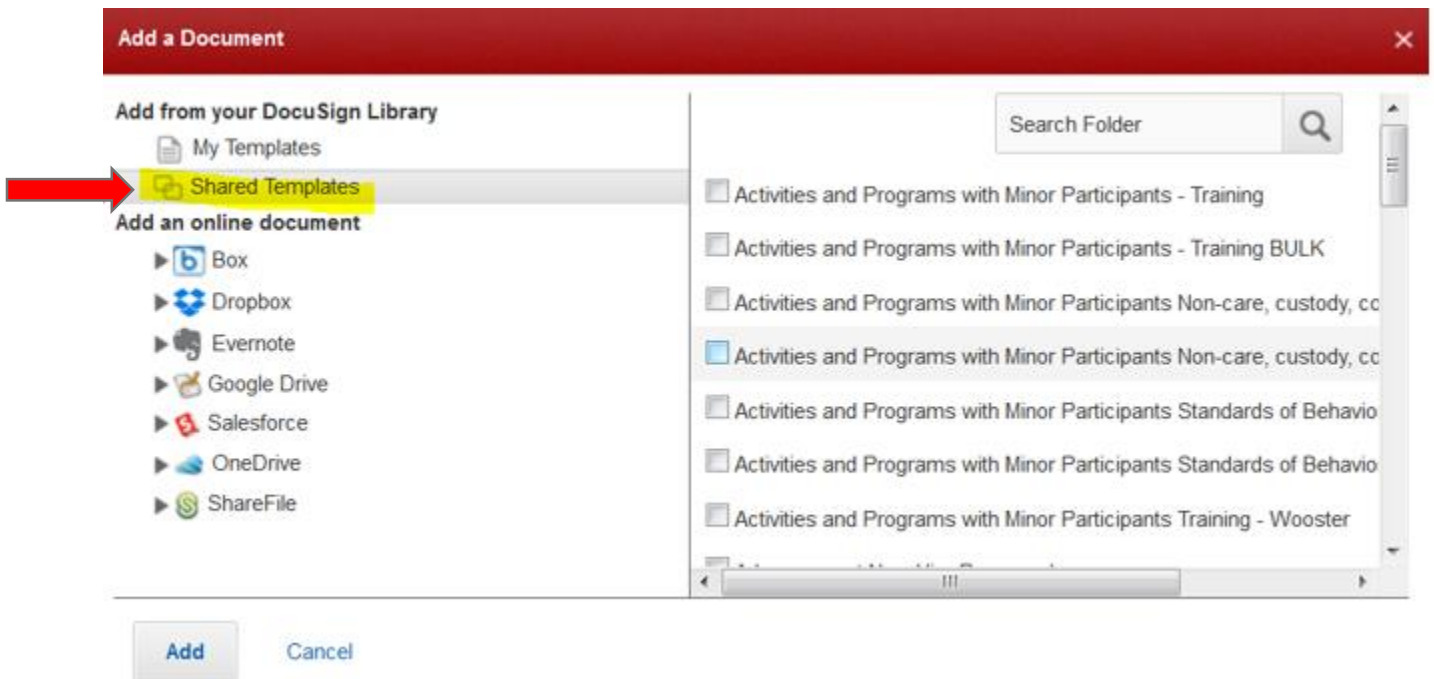 Add a Document
Add from your DocuSign Library
My Templates
Shared Templates
Add an online document
Box
Dropbox
Evernote
Google Drive
Salesforce
OneDrive
ShareFile
Search Folder
Activities and Programs with Minor Participants - Training
Activities and Programs with Minor Participants - Training BULK
Activities and Programs with Minor Participants Non-care, custody, cc
Activities and Programs with Minor Participants Non-care, custody, cc
Activities and Programs with Minor Participants Standards of Behavio
Activities and Programs with Minor Participants Standards of Behavio
Activities and Programs with Minor Participants Training - Wooster
Add
Cancel